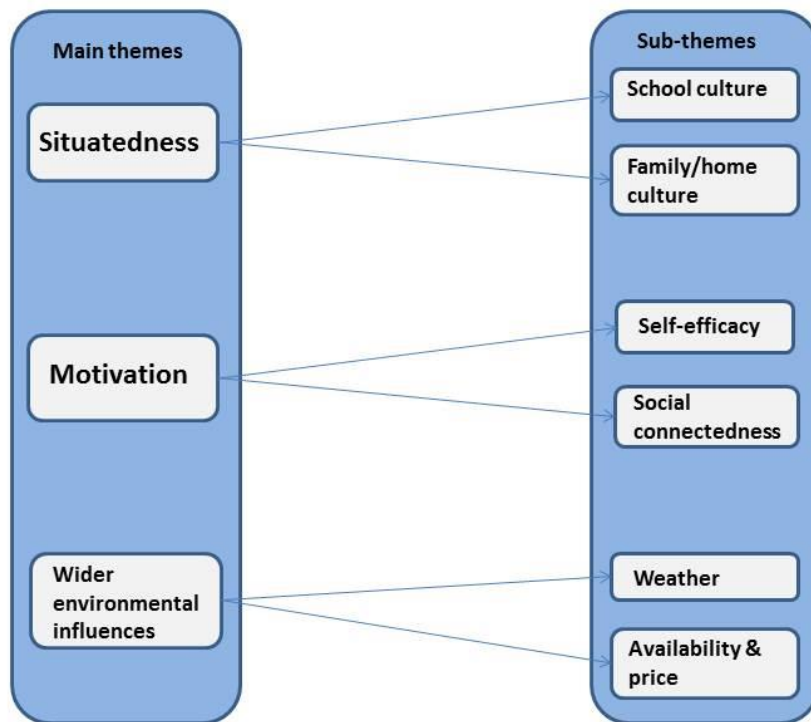 Main themes
Situatedness
Motivation
Wider
environmental
influences
Sub-themes
School culture
Family/home
culture
Self-efficacy
Social
connectedness
Weather
Availability &
price